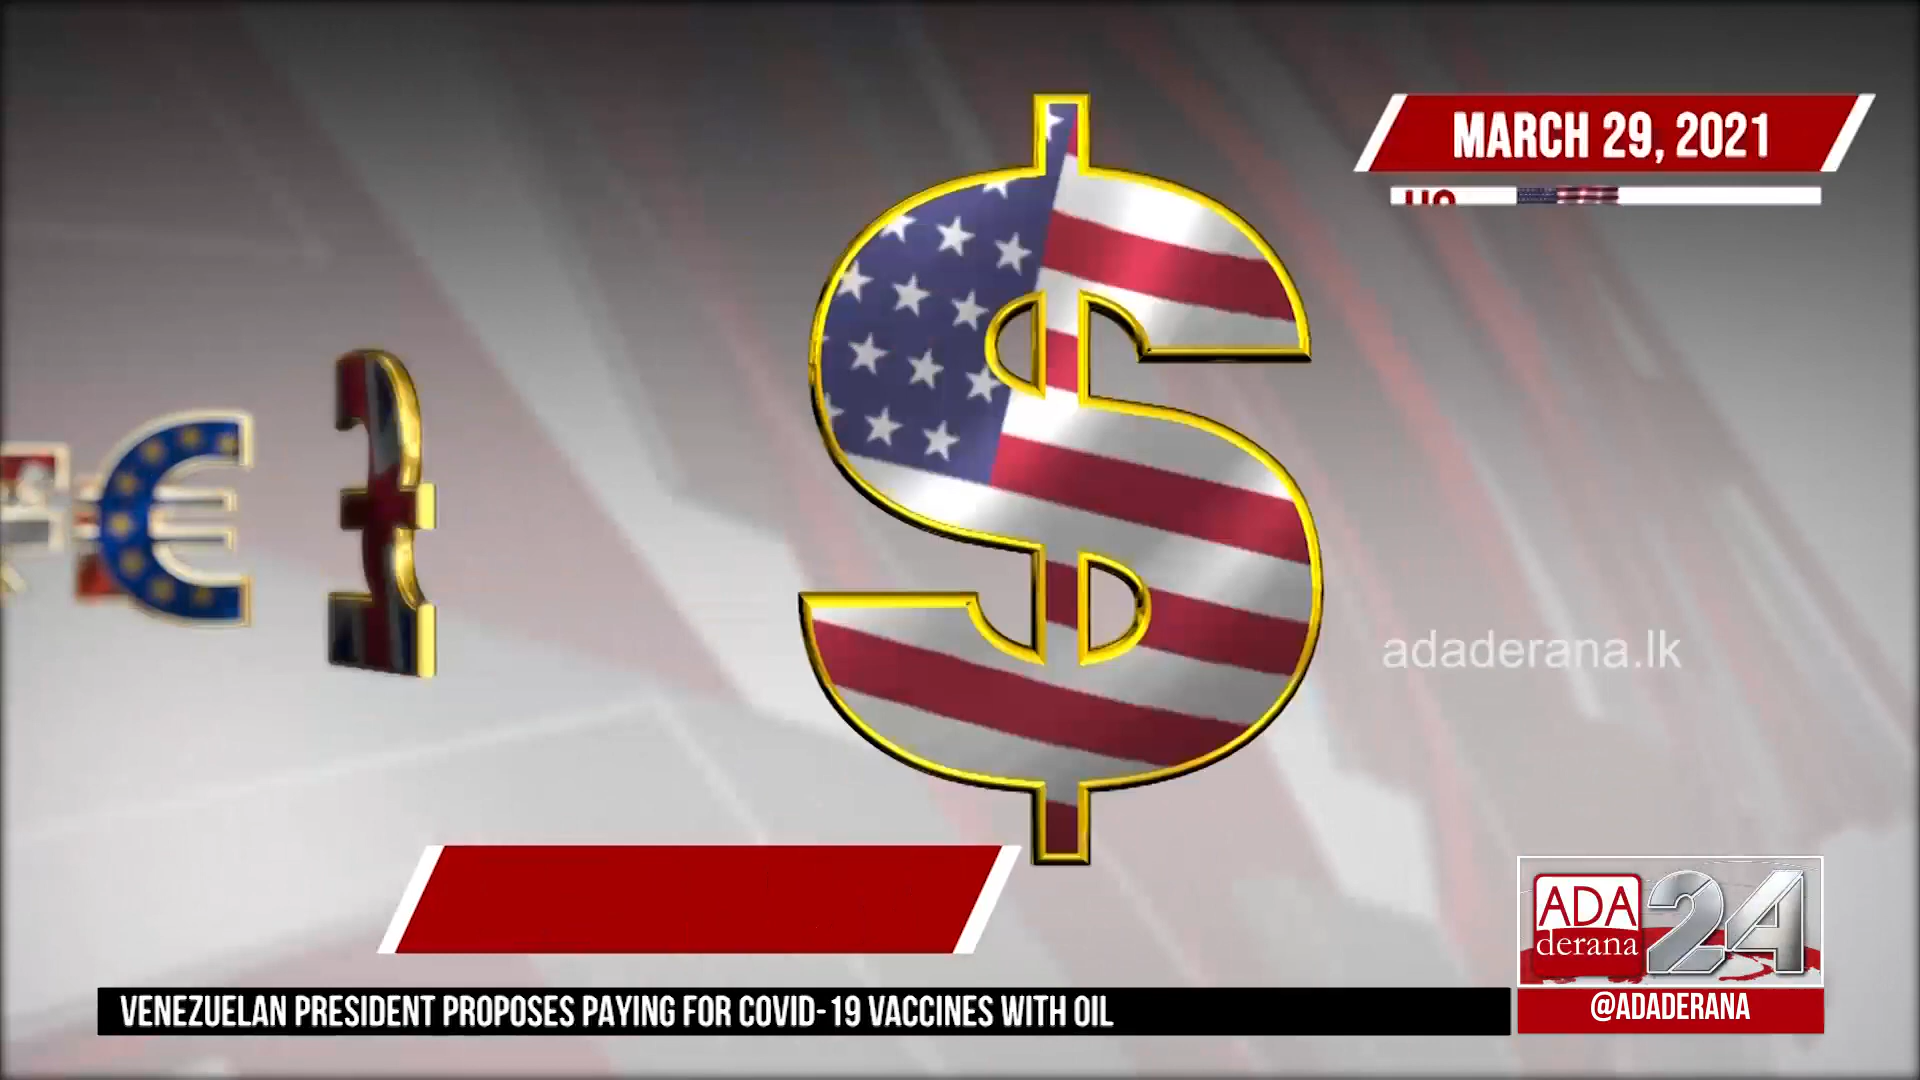 MARCH 29, 2021
adaderana.lk
ADA
derana
24
@ADADERANA
VENEZUELAN PRESIDENT PROPOSES PAYING FOR COVID-19 VACCINES WITH OIL